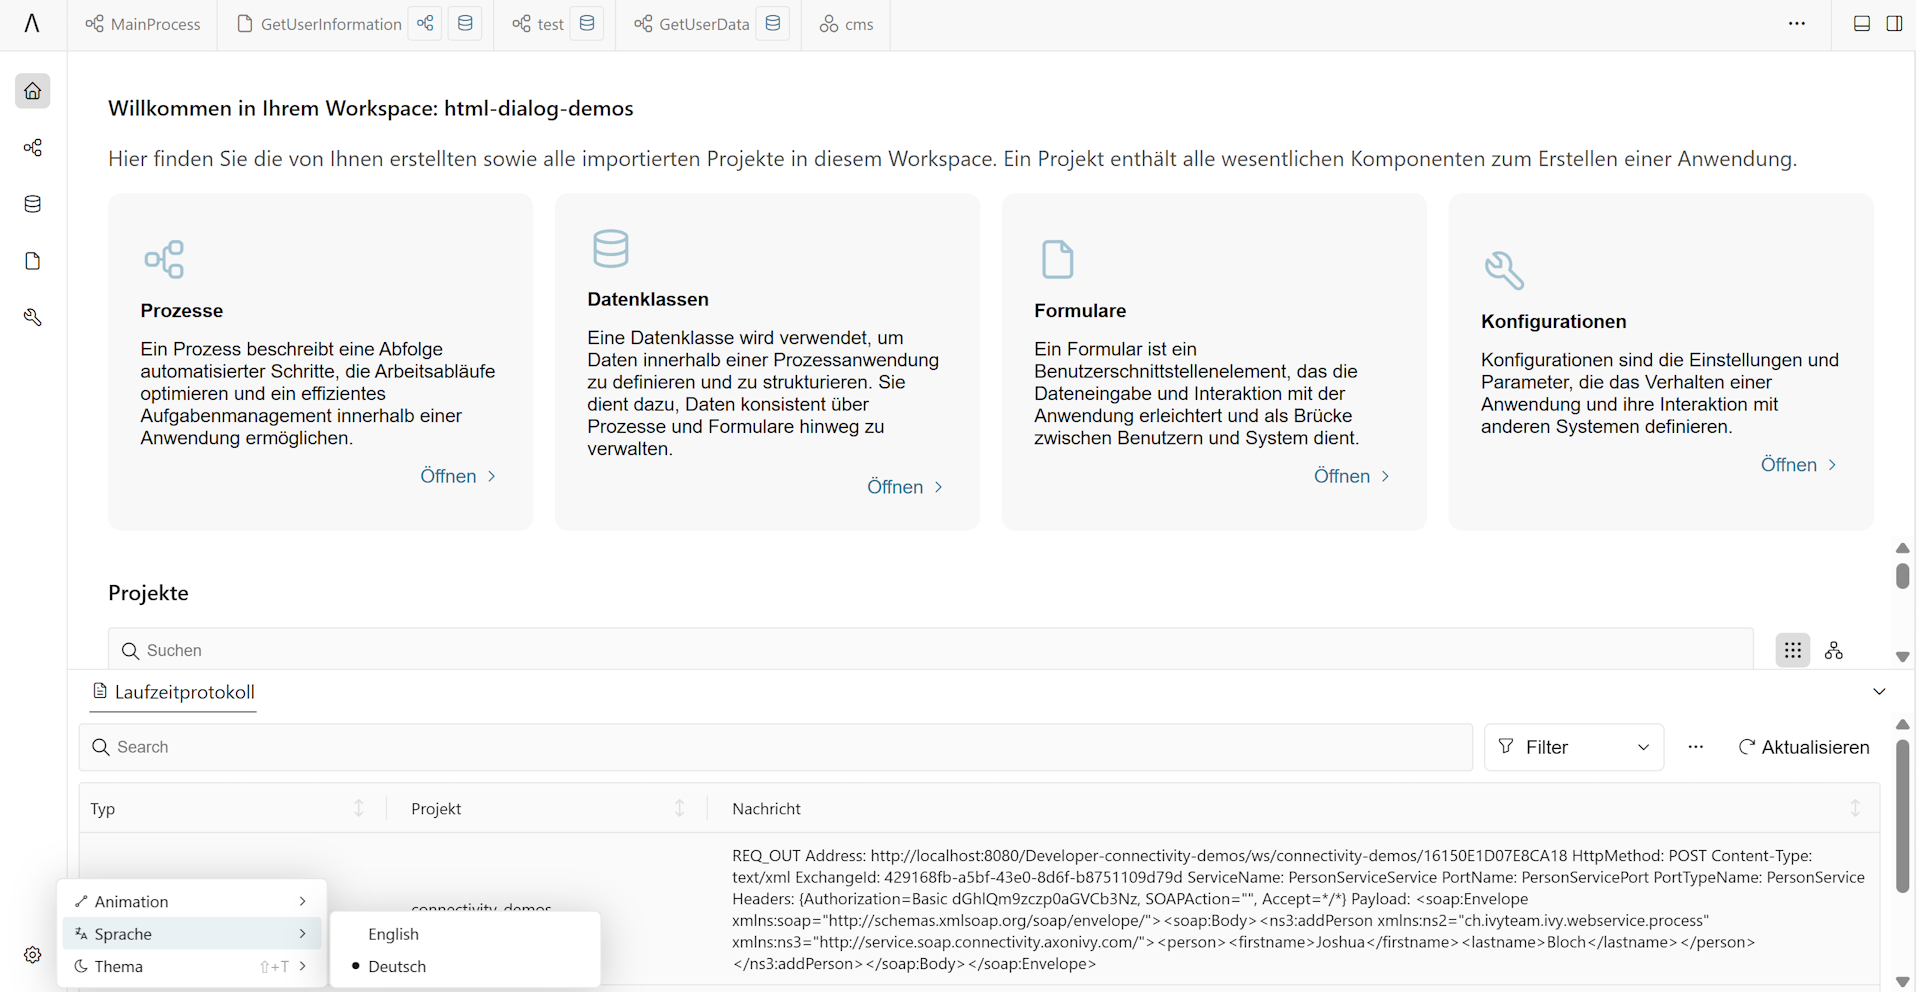 MainProcess
GetUserInformation
test
GetUserData
cms
Willkommen in Ihrem Workspace: html-dialog-demos
Hier finden Sie die von Ihnen erstellten sowie alle importierten Projekte in diesem Workspace. Ein Projekt enthält alle wesentlichen Komponenten zum Erstellen einer Anwendung.
Prozesse
Ein Prozess beschreibt eine Abfolge
automatisierter Schritte, die Arbeitsabläufe
optimieren und ein effizientes
Aufgabenmanagement innerhalb einer
Anwendung ermöglichen.
Öffnen
Datenklassen
Eine Datenklasse wird verwendet, um
Daten innerhalb einer Prozessanwendung
zu definieren und zu strukturieren. Sie
dient dazu, Daten konsistent über
Prozesse und Formulare hinweg zu
verwalten.
Öffnen
Formulare
Ein Formular ist ein
Benutzerschnittstellenelement, das die
Dateneingabe und Interaktion mit der
Anwendung erleichtert und als Brücke
zwischen Benutzern und System dient.
Öffnen
Konfigurationen
Konfigurationen sind die Einstellungen und
Parameter, die das Verhalten einer
Anwendung und ihre Interaktion mit
anderen Systemen definieren.
Öffnen
Projekte
Suchen
Laufzeitprotokoll
Search
Filter
Aktualisieren
Typ
Projekt
Nachricht
connectivity-demos
REQ_OUT Address: http://localhost:8080/Developer-connectivity-demos/ws/connectivity-demos/16150E1D07E8CA18 HttpMethod: POST Content-Type:
text/xml ExchangeId: 429168fb-a5bf-43e0-8d6f-b8751109d79d ServiceName: PersonServiceService PortName: PersonServicePort PortTypeName: PersonService
Headers: {Authorization=Basic dGhlQm9zczp0aGVCb3Nz, SOAPAction="", Accept=*/*} Payload: <soap:Envelope
xmlns:soap="http://schemas.xmlsoap.org/soap/envelope/"><soap:Body><ns3:addPerson xmlns:ns2="ch.ivyteam.ivy.webservice.process"
xmlns:ns3="http://service.soap.connectivity.axonivy.com/"><person><firstname>Joshua</firstname><lastname>Bloch</lastname></person>
</ns3:addPerson></soap:Body></soap:Envelope>
Animation
Sprache
Thema ⇧+T
English
Deutsch